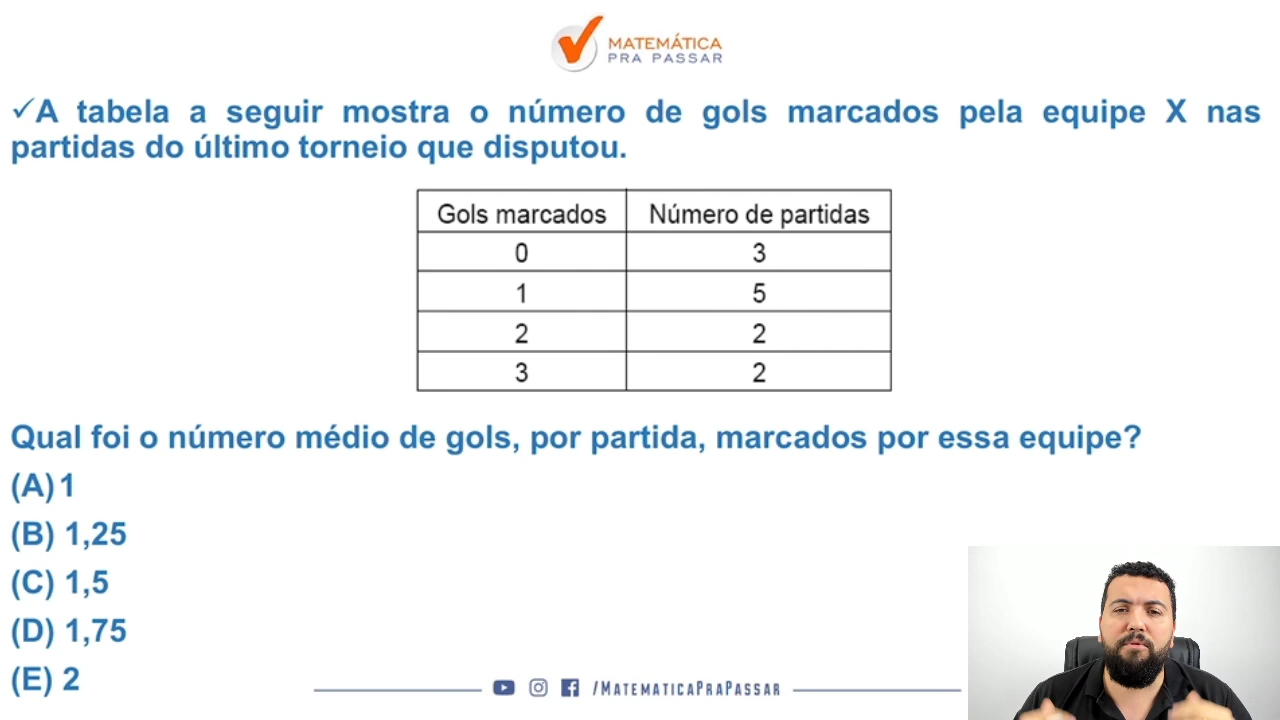 MATEMÁTICA
PRA PASSAR
✓A tabela a seguir mostra o número de gols marcados pela equipe X nas
partidas do último torneio que disputou.
Gols marcados Número de partidas
0 3
1 5
2 2
3 2
Qual foi o número médio de gols, por partida, marcados por essa equipe?
(A) 1
(B) 1,25
(C) 1,5
(D) 1,75
(E) 2
/MATEMATICAPRAPASSAR